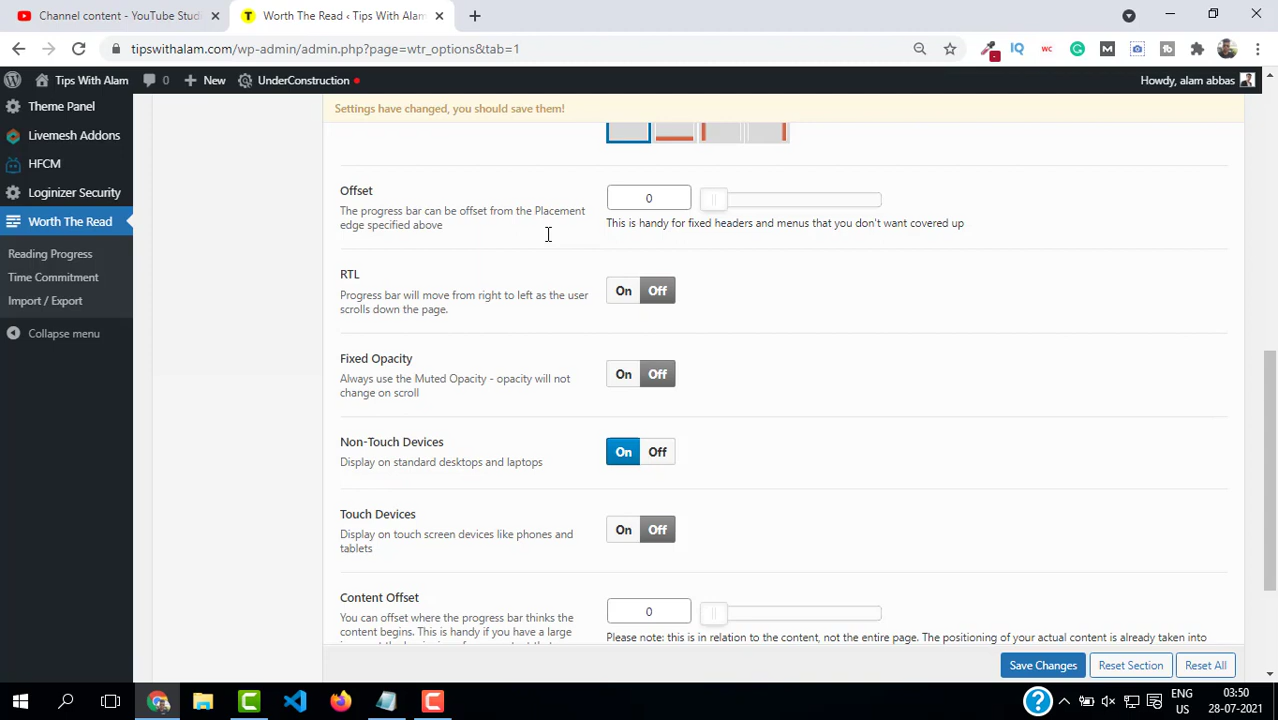 Channel content - YouTube Stud
Worth The Read ‹ Tips With Alam
tipswithalam.com/wp-admin/admin.php?page=wtr_options&tab=1
Tips With Alam
0
New
UnderConstruction
Howdy, alam abbas
Theme Panel
Livemesh Addons
HFCM
Loginizer Security
Worth The Read
Reading Progress
Time Commitment
Import / Export
Collapse menu
Settings have changed, you should save them!
Offset
The progress bar can be offset from the Placement
edge specified above
0
This is handy for fixed headers and menus that you don't want covered up
RTL
Progress bar will move from right to left as the user
scrolls down the page.
On Off
Fixed Opacity
Always use the Muted Opacity - opacity will not
change on scroll
On Off
Non-Touch Devices
Display on standard desktops and laptops
On Off
Touch Devices
Display on touch screen devices like phones and
tablets
On Off
Content Offset
You can offset where the progress bar thinks the
content begins. This is handy if you have a large
0
Please note: this is in relation to the content, not the entire page. The positioning of your actual content is already taken into
Save Changes
Reset Section
Reset All
ENG
US
03:50
28-07-2021